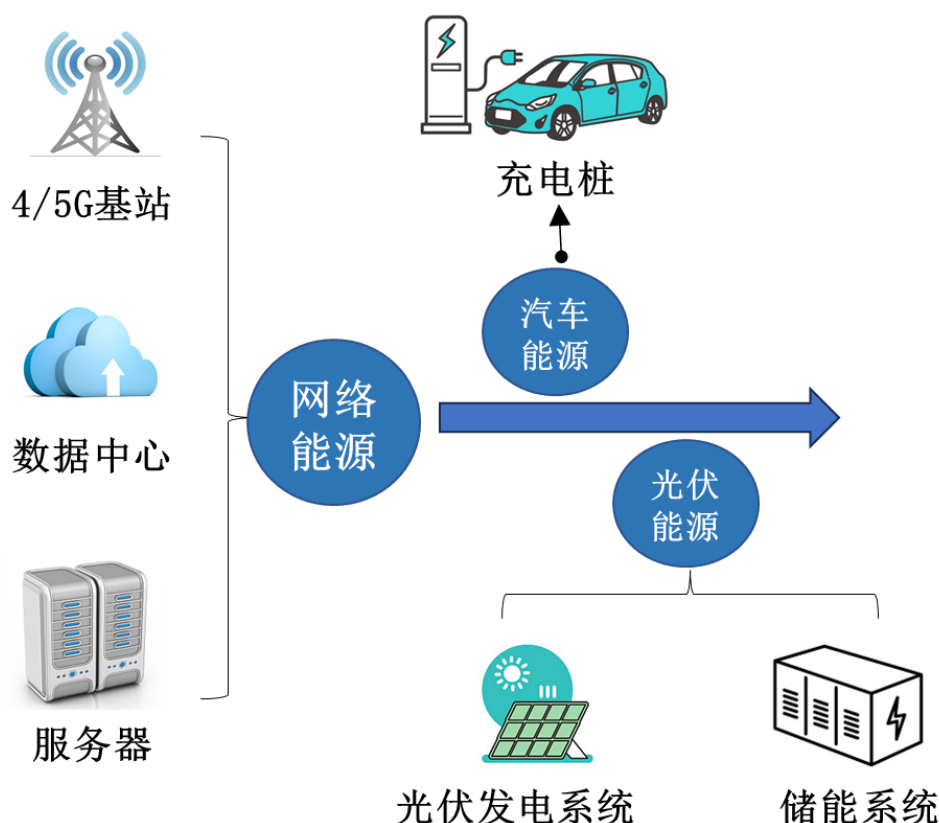 充电桩
4/5G基站
汽车
能源
网络
能源
数据中心
光伏
能源
服务器
光伏发电系统
储能系统